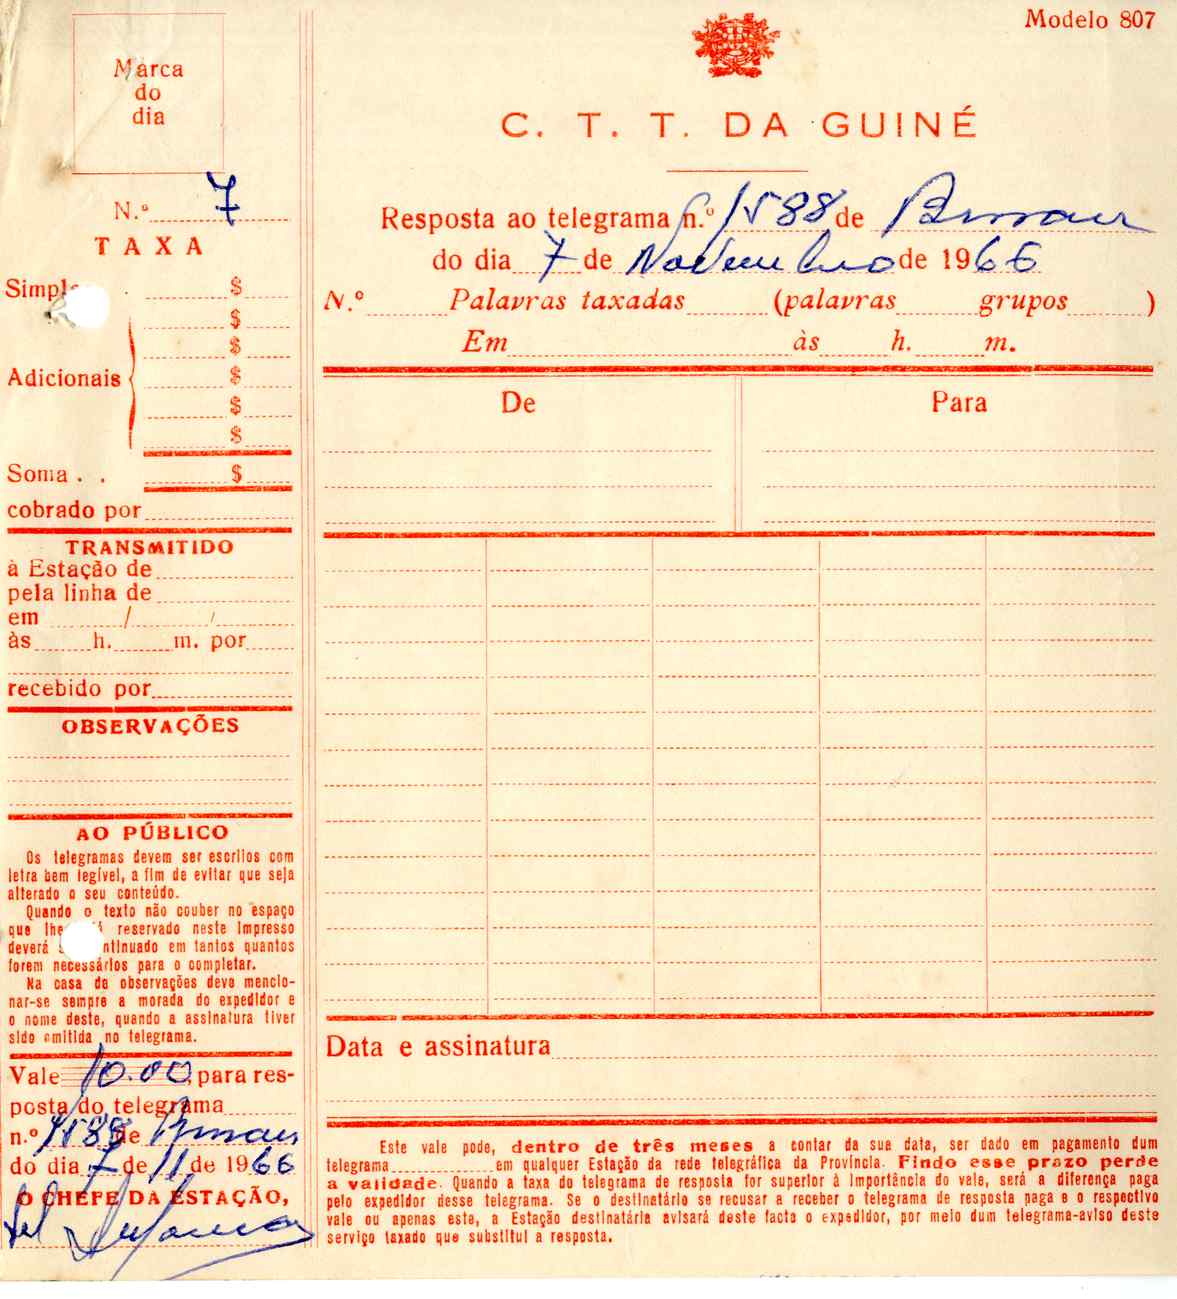 Modelo 807
Marca
do
dia
C. T. T. DA GUINÉ
N.º 7
Resposta ao telegrama n.º 1588 de Bissau
do dia 7 de Novembro de 1966
N.º Palavras taxadas (palavras grupos )
Em às h. m.
De Para
Data e assinatura
TAXA
$
$
$
Adicionais $
$
$
Soma . . $
cobrado por
TRANSMITIDO
à Estação de
pela linha de
em / /
às h. m. por
recebido por
OBSERVAÇÕES
AO PÚBLICO
Os telegramas devem ser escritos com
letra bem legível, a fim de evitar que seja
alterado o seu conteúdo.
Quando o texto não couber no espaço
que lhe reservado neste impresso
deverá continuado em tantos quantos
forem necessários para o completar.
Na casa de observações deve mencio-
nar-se sempre a morada do expedidor e
o nome deste, quando a assinatura tiver
sido omitida no telegrama.
Vale 10.00 para res-
posta do telegrama
n.º 1588 de Bissau
do dia 7 de 11 de 1966
O CHEFE DA ESTAÇÃO,
Este vale pode, dentro de três meses a contar da sua data, ser dado em pagamento dum
telegrama em qualquer Estação da rede telegráfica da Província. Findo esse prazo perde
a validade. Quando a taxa do telegrama de resposta for superior à importância do vale, será a diferença paga
pelo expedidor desse telegrama. Se o destinatário se recusar a receber o telegrama de resposta paga e o respectivo
vale ou apenas este, a Estação destinatária avisará deste facto o expedidor, por meio dum telegrama-aviso deste
serviço taxado que substitui a resposta.